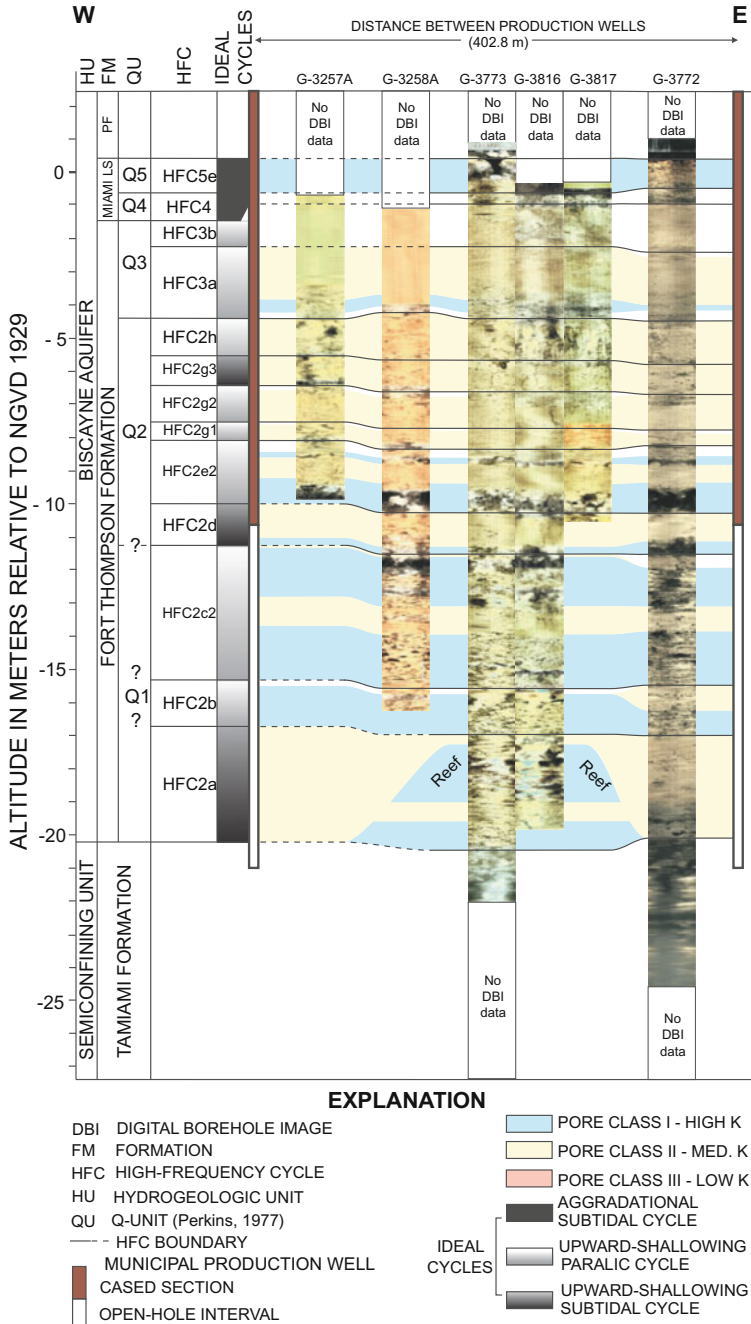 W
E
DISTANCE BETWEEN PRODUCTION WELLS
(402.8 m)
HU
FM
QU
HFC
IDEAL
CYCLES
G-3257A
G-3258A
G-3773
G-3816
G-3817
G-3772
No
DBI
data
No
DBI
data
No
DBI
data
No
DBI
data
No
DBI
data
No
DBI
data
ALTITUDE IN METERS RELATIVE TO NGVD 1929
0
- 5
- 10
-15
-20
-25
BISCAYNE AQUIFER
SEMICONFINING UNIT
PF
MIAMI LS
FORT THOMPSON FORMATION
TAMIAMI FORMATION
Q5
Q4
Q3
Q2
?
?
Q1
?
HFC5e
HFC4
HFC3b
HFC3a
HFC2h
HFC2g3
HFC2g2
HFC2g1
HFC2e2
HFC2d
HFC2c2
HFC2b
HFC2a
Reef
Reef
No
DBI
data
No
DBI
data
EXPLANATION
DBI DIGITAL BOREHOLE IMAGE
FM FORMATION
HFC HIGH-FREQUENCY CYCLE
HU HYDROGEOLOGIC UNIT
QU Q-UNIT (Perkins, 1977)
HFC BOUNDARY
MUNICIPAL PRODUCTION WELL
CASED SECTION
OPEN-HOLE INTERVAL
PORE CLASS I - HIGH K
PORE CLASS II - MED. K
PORE CLASS III - LOW K
IDEAL
CYCLES
AGGRADATIONAL
SUBTIDAL CYCLE
UPWARD-SHALLOWING
PARALIC CYCLE
UPWARD-SHALLOWING
SUBTIDAL CYCLE